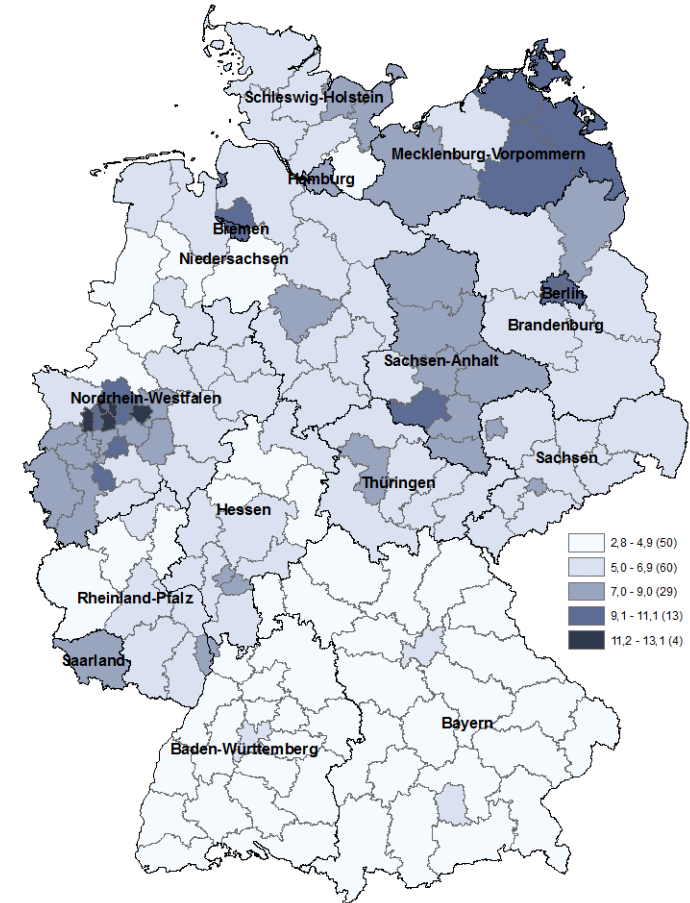 Schleswig-Holstein
Mecklenburg-Vorpommern
Hamburg
Bremen
Niedersachsen
Berlin
Brandenburg
Sachsen-Anhalt
Nordrhein-Westfalen
Sachsen
Thüringen
Hessen
2,8 - 4,9 (50)
5,0 - 6,9 (60)
7,0 - 9,0 (29)
9,1 - 11,1 (13)
11,2 - 13,1 (4)
Rheinland-Pfalz
Saarland
Bayern
Baden-Württemberg